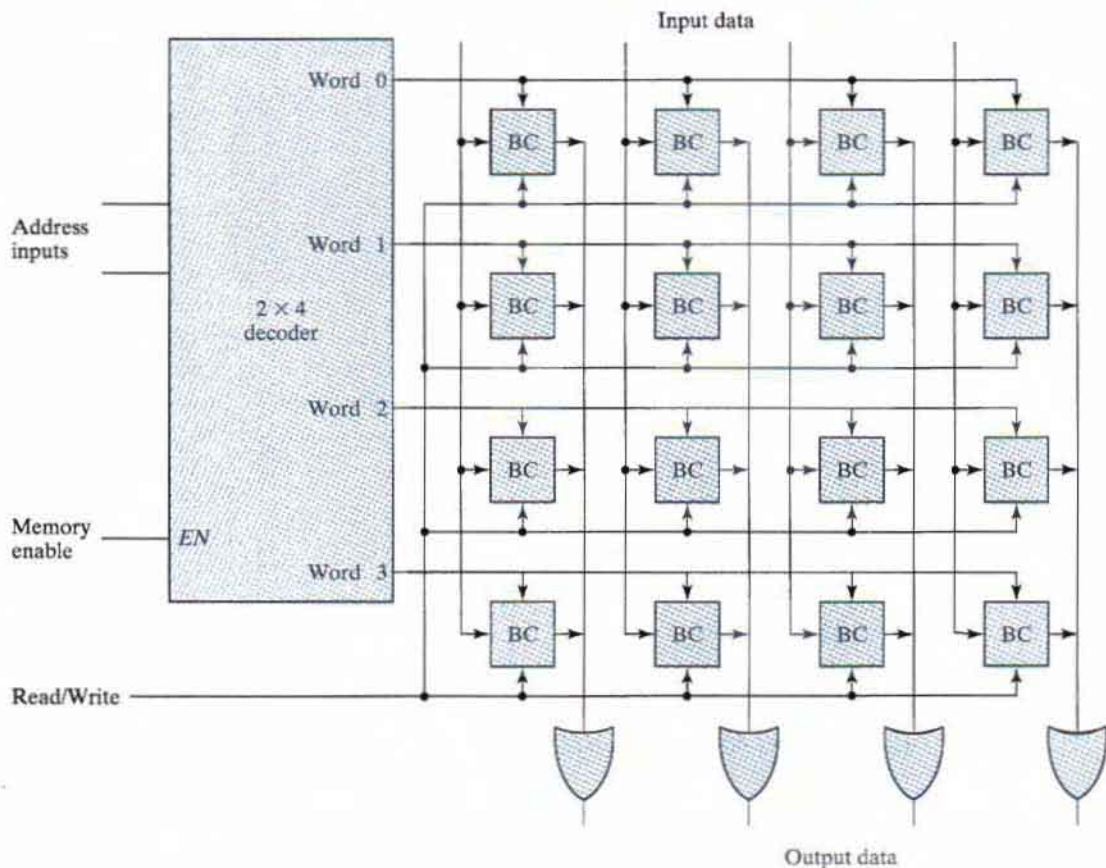 Input data
Word 0
BC BC BC BC
Address
inputs
Word 1
2 × 4
decoder
BC BC BC BC
Word 2
BC BC BC BC
Memory
enable
EN
Word 3
BC BC BC BC
Read/Write
Output data